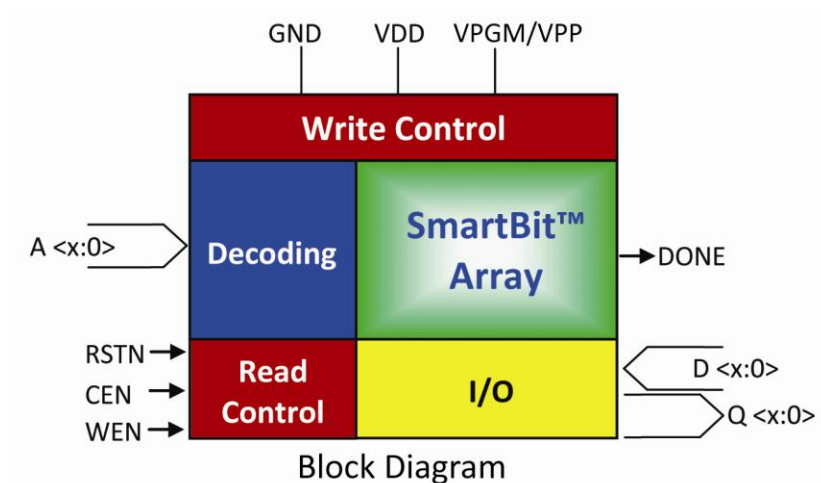 GND VDD VPGM/VPP
Write Control
A <x:0>
Decoding
SmartBit™
Array
DONE
RSTN
CEN
WEN
Read
Control
I/O
D <x:0>
Q <x:0>
Block Diagram